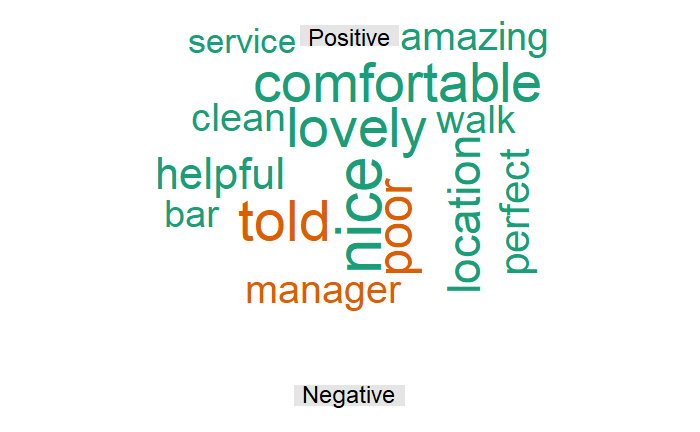 service
Positive
amazing
comfortable
clean
lovely
walk
helpful
nice
poor
location
perfect
bar
told
manager
Negative